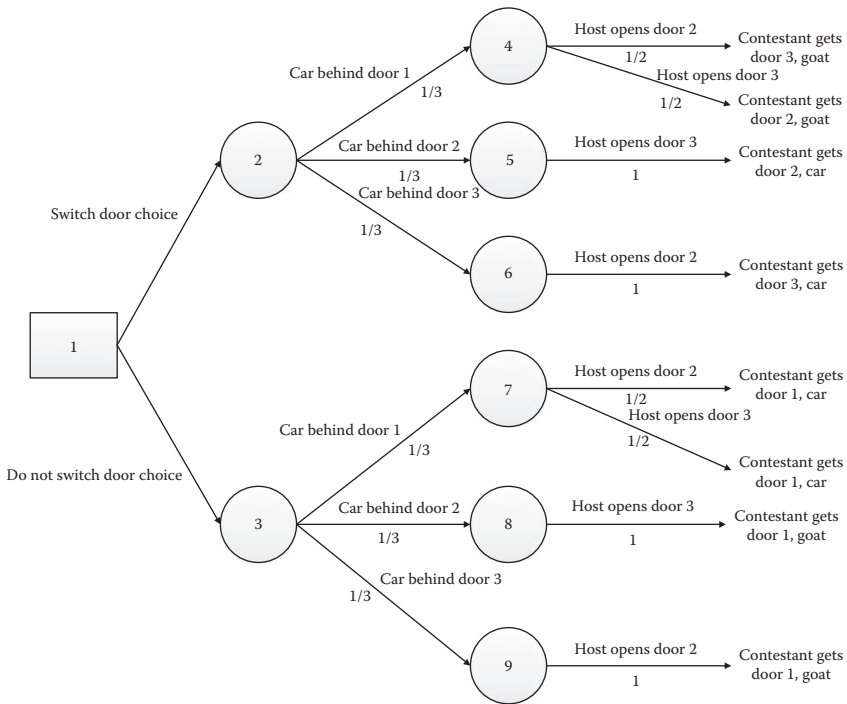 4
Host opens door 2
1/2
Contestant gets
door 3, goat
Host opens door 3
1/2
Contestant gets
door 2, goat
Car behind door 1
1/3
2
Car behind door 2
1/3
5
Host opens door 3
1
Contestant gets
door 2, car
Car behind door 3
1/3
Switch door choice
6
Host opens door 2
1
Contestant gets
door 3, car
1
7
Host opens door 2
1/2
Contestant gets
door 1, car
Host opens door 3
1/2
Contestant gets
door 1, car
Car behind door 1
1/3
Do not switch door choice
3
Car behind door 2
1/3
8
Host opens door 3
1
Contestant gets
door 1, goat
Car behind door 3
1/3
9
Host opens door 2
1
Contestant gets
door 1, goat